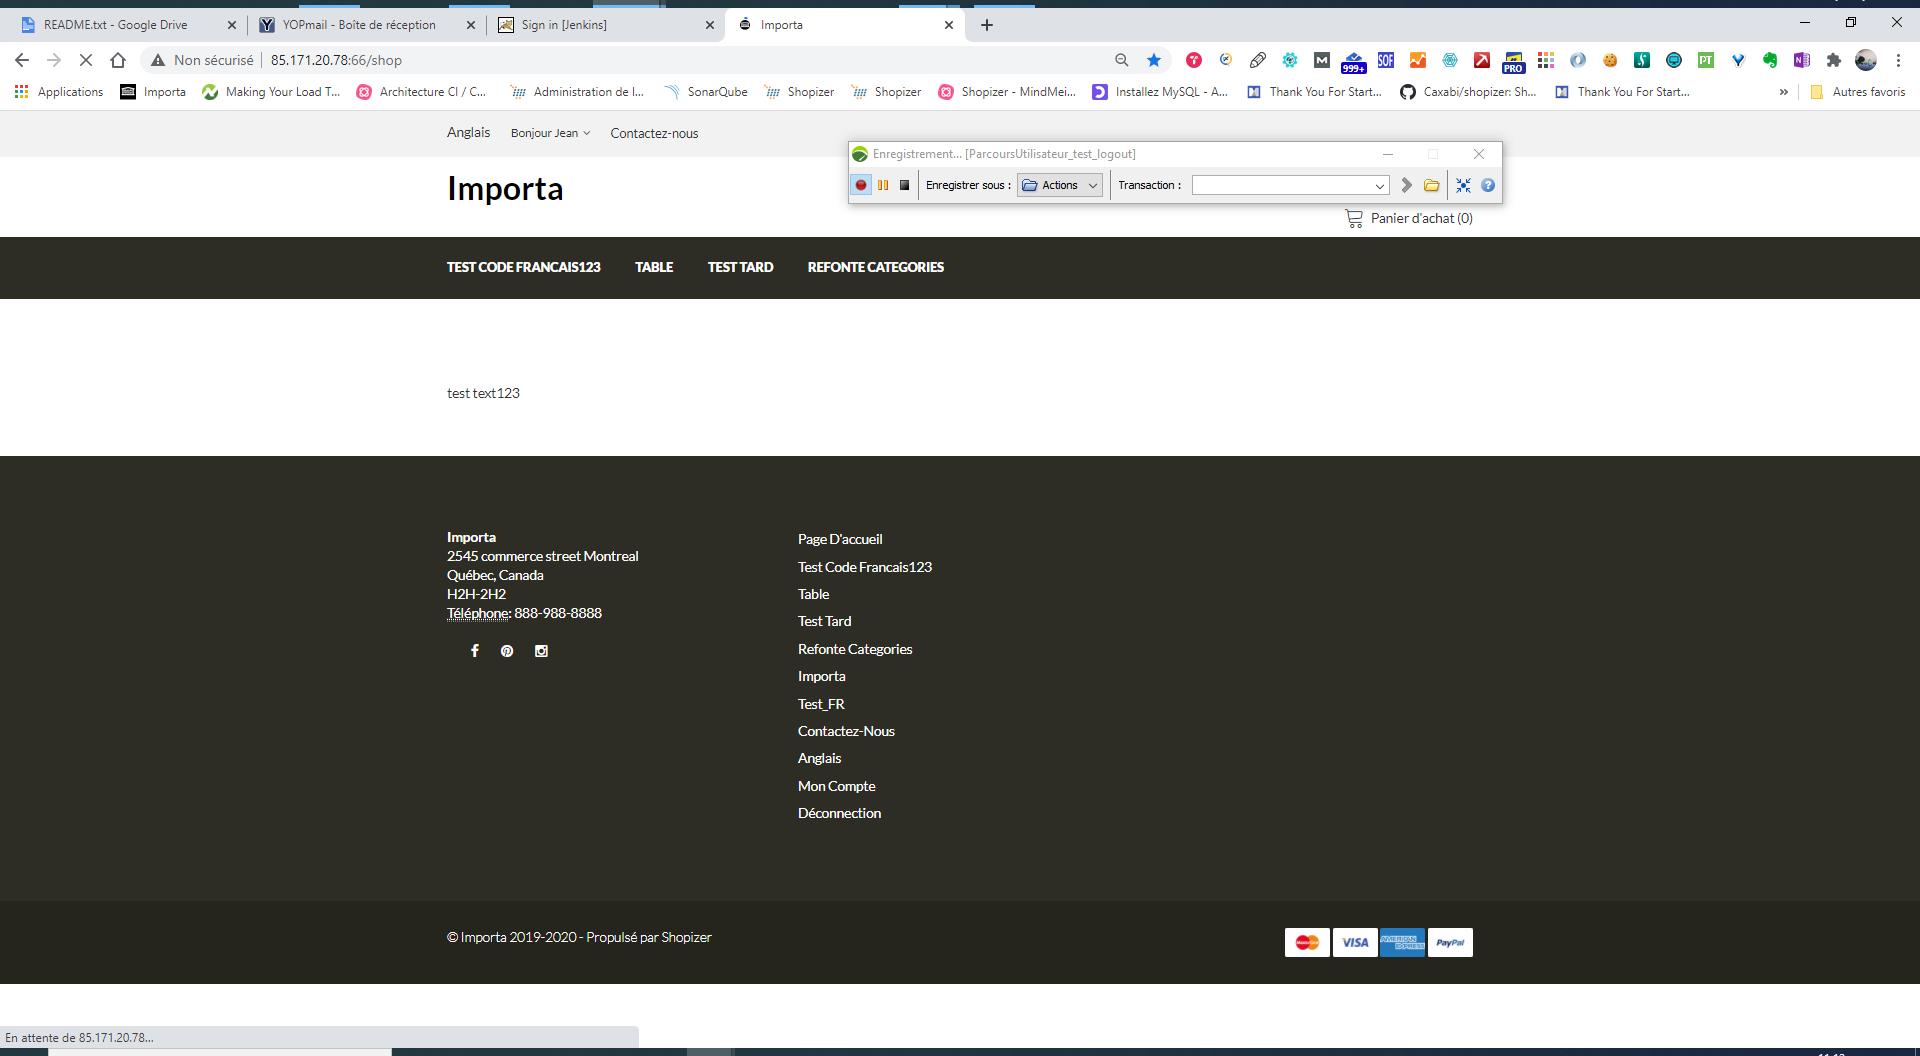 README.txt - Google Drive
YOPmail - Boîte de réception
Sign in [Jenkins]
Importa
Non sécurisé
85.171.20.78:66/shop
M
999+
SOF
PRO
PT
Applications
Importa
Making Your Load T...
Architecture CI / C...
Administration de l...
SonarQube
Shopizer
Shopizer
Shopizer - MindMei...
Installez MySQL - A...
Thank You For Start...
Caxabi/shopizer: Sh...
Thank You For Start...
»
Autres favoris
Anglais
Bonjour Jean
Contactez-nous
Enregistrement... [ParcoursUtilisateur_test_logout]
Enregistrer sous :
Actions
Transaction :
Importa
Panier d'achat (0)
TEST CODE FRANCAIS123
TABLE
TEST TARD
REFONTE CATEGORIES
test text123
Importa
2545 commerce street Montreal
Québec, Canada
H2H-2H2
Téléphone: 888-988-8888
Page D'accueil
Test Code Francais123
Table
Test Tard
Refonte Categories
Importa
Test_FR
Contactez-Nous
Anglais
Mon Compte
Déconnection
© Importa 2019-2020 - Propulsé par Shopizer
MasterCard
VISA
AMERICAN EXPRESS
PayPal
En attente de 85.171.20.78...